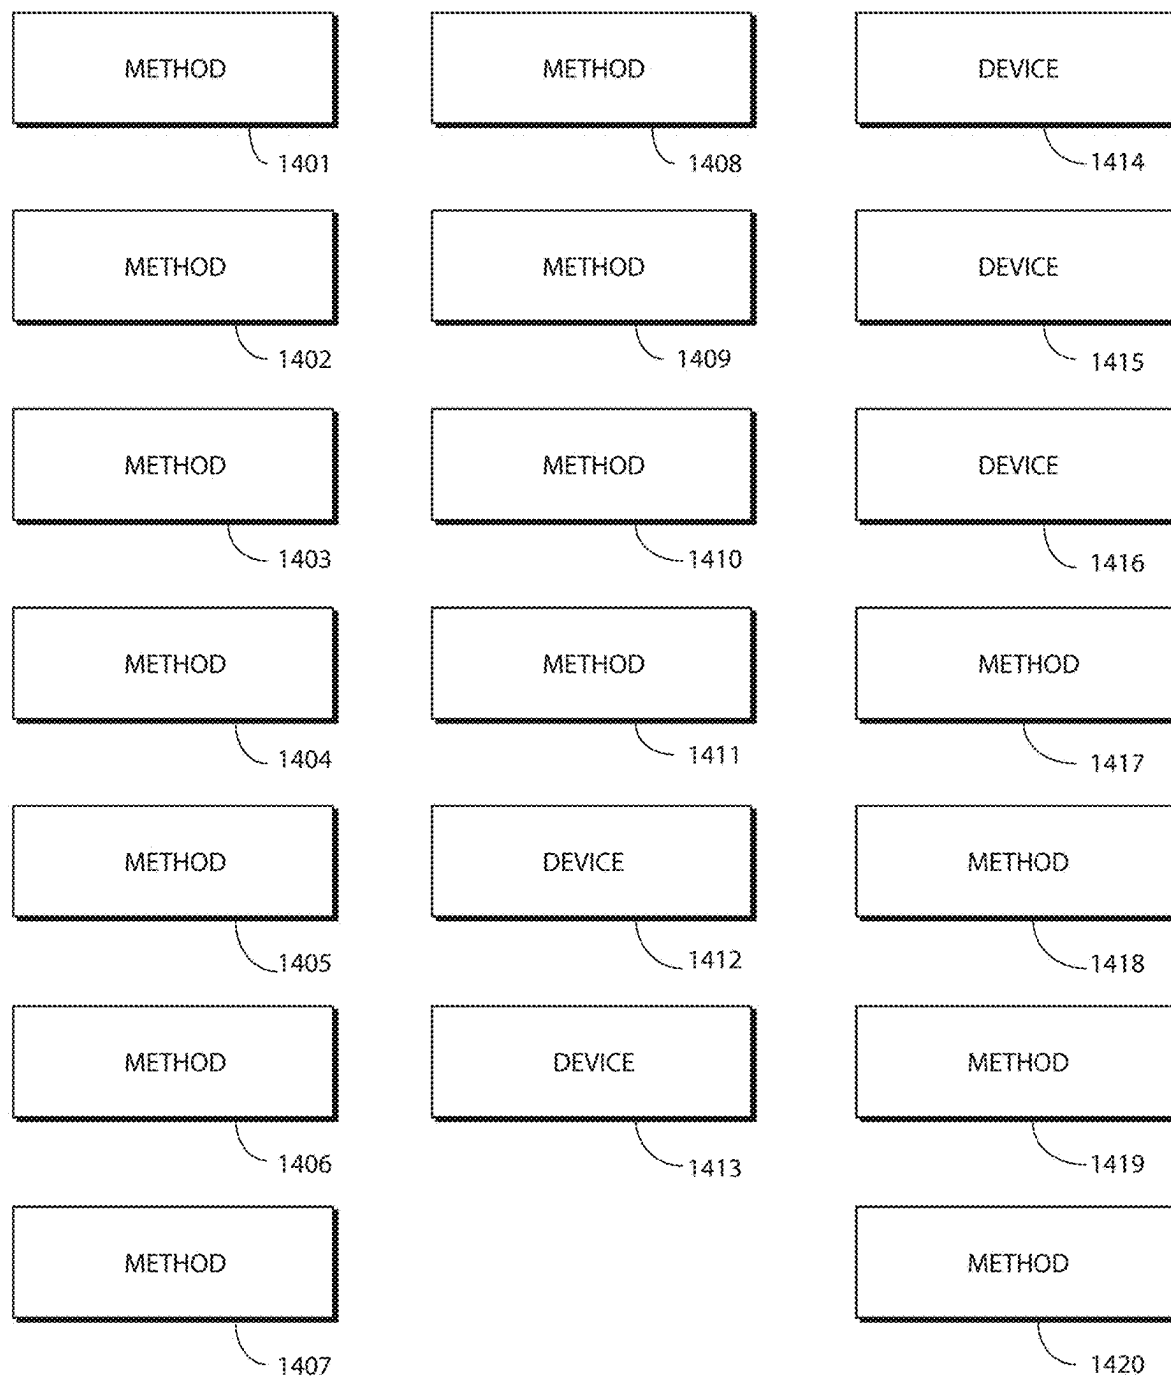 METHOD
1401
METHOD
1402
METHOD
1403
METHOD
1404
METHOD
1405
METHOD
1406
METHOD
1407
METHOD
1408
METHOD
1409
METHOD
1410
METHOD
1411
DEVICE
1412
DEVICE
1413
DEVICE
1414
DEVICE
1415
DEVICE
1416
METHOD
1417
METHOD
1418
METHOD
1419
METHOD
1420